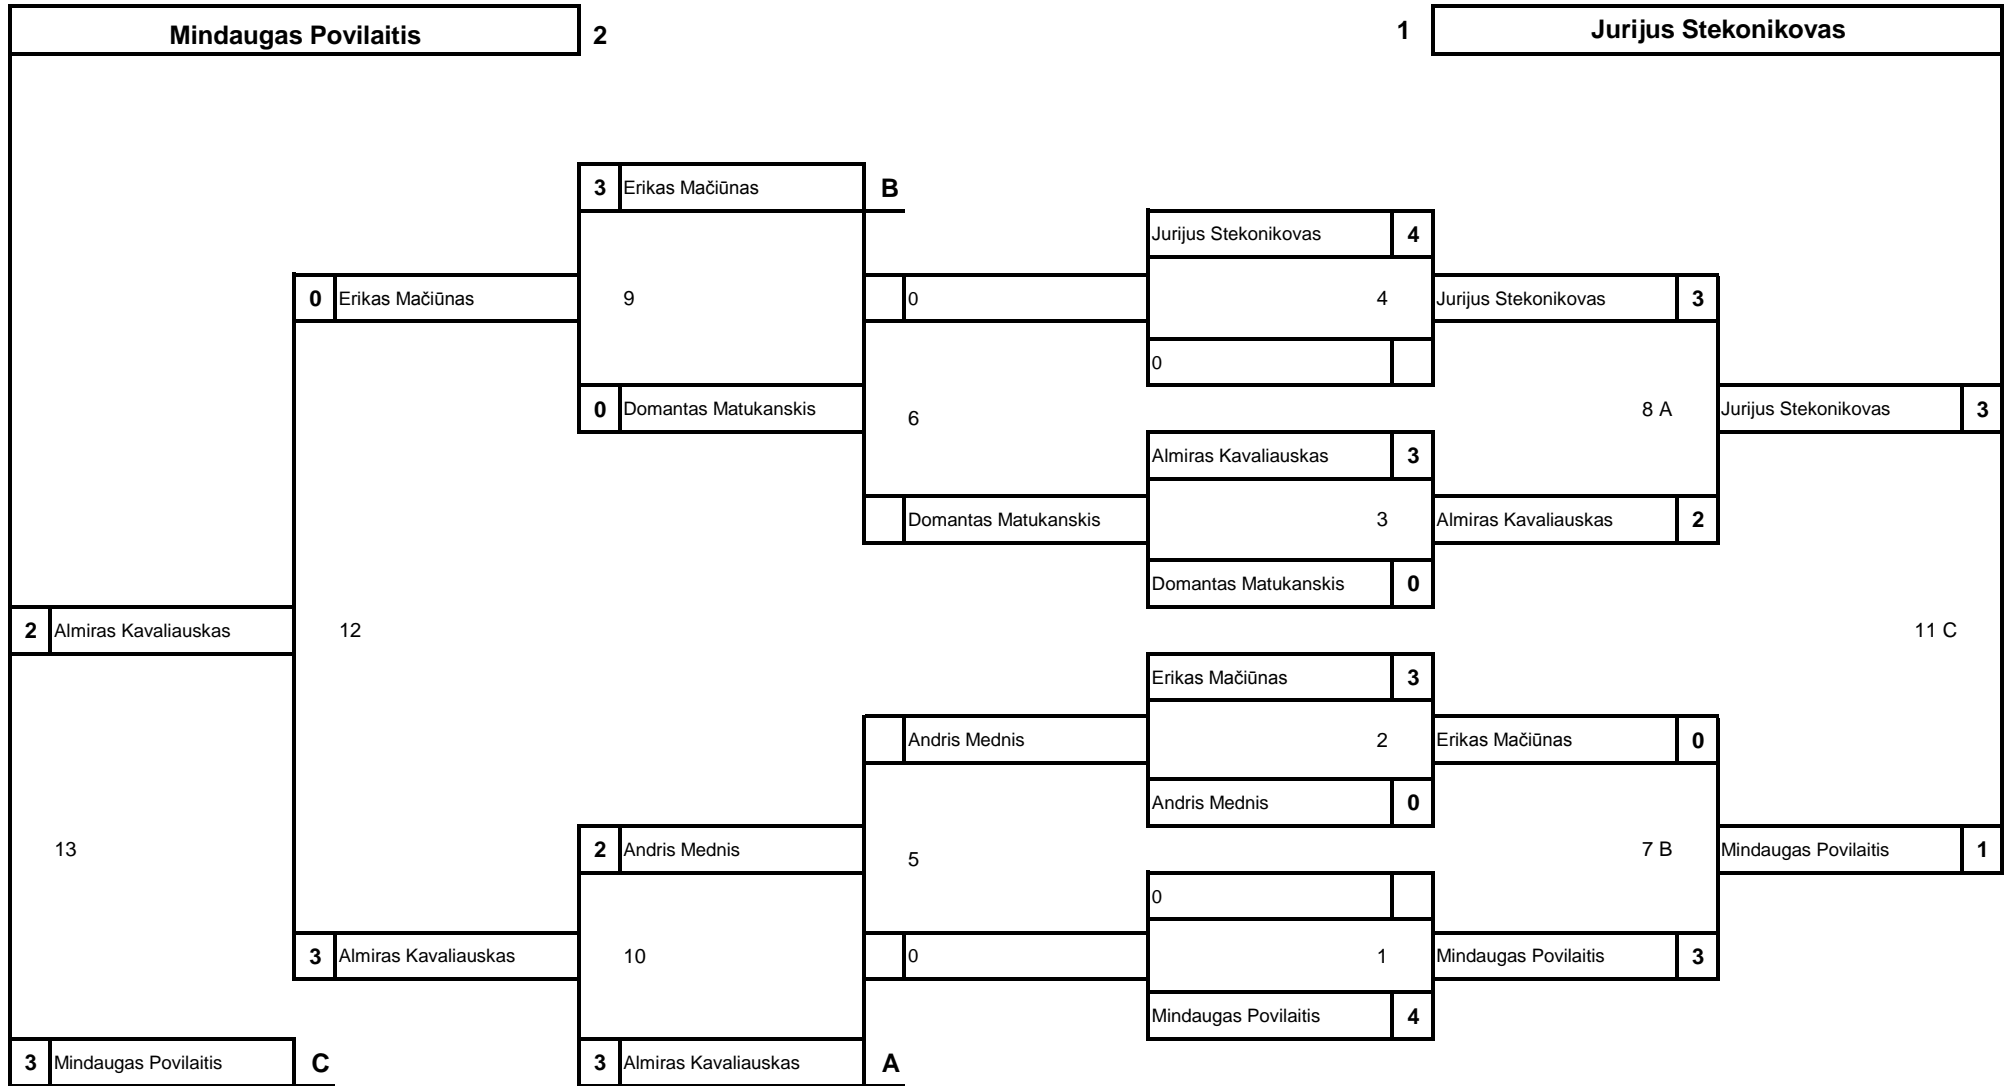 Mindaugas Povilaitis 2 1 Jurijus Stekonikovas
3 Erikas Mačiūnas B
Jurijus Stekonikovas 4
0 Erikas Mačiūnas 9 0 4 Jurijus Stekonikovas 3
0
0 Domantas Matukanskis 6 8 A Jurijus Stekonikovas 3
Almiras Kavaliauskas 3
Domantas Matukanskis 3 Almiras Kavaliauskas 2
Domantas Matukanskis 0
2 Almiras Kavaliauskas 12 11 C
Erikas Mačiūnas 3
Andris Mednis 2 Erikas Mačiūnas 0
Andris Mednis 0
13 2 Andris Mednis 5 7 B Mindaugas Povilaitis 1
0
3 Almiras Kavaliauskas 10 0 1 Mindaugas Povilaitis 3
Mindaugas Povilaitis 4
3 Mindaugas Povilaitis C 3 Almiras Kavaliauskas A